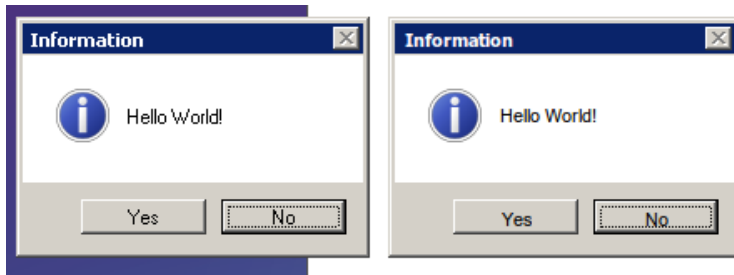 Information
Hello World!
Yes No
Information
Hello World!
Yes No